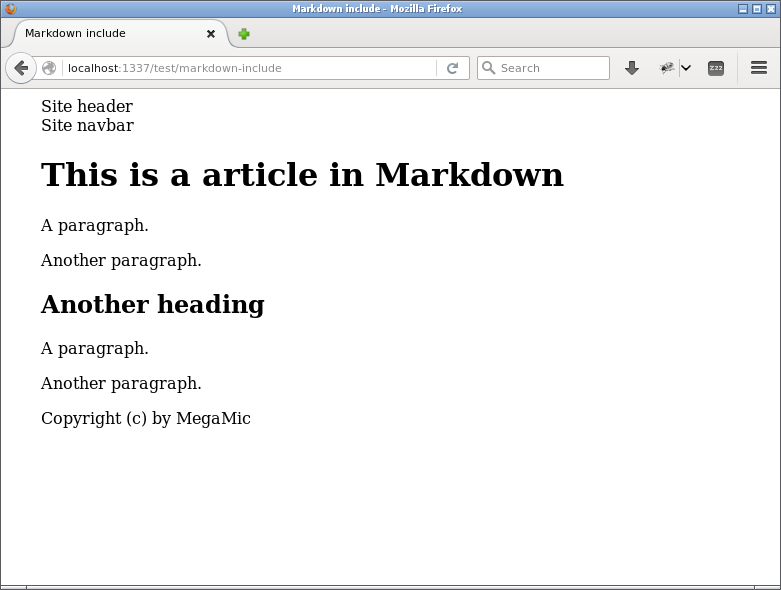 Markdown include - Mozilla Firefox
Markdown include
localhost:1337/test/markdown-include
Search
zzz
Site header
Site navbar
This is a article in Markdown
A paragraph.
Another paragraph.
Another heading
A paragraph.
Another paragraph.
Copyright (c) by MegaMic